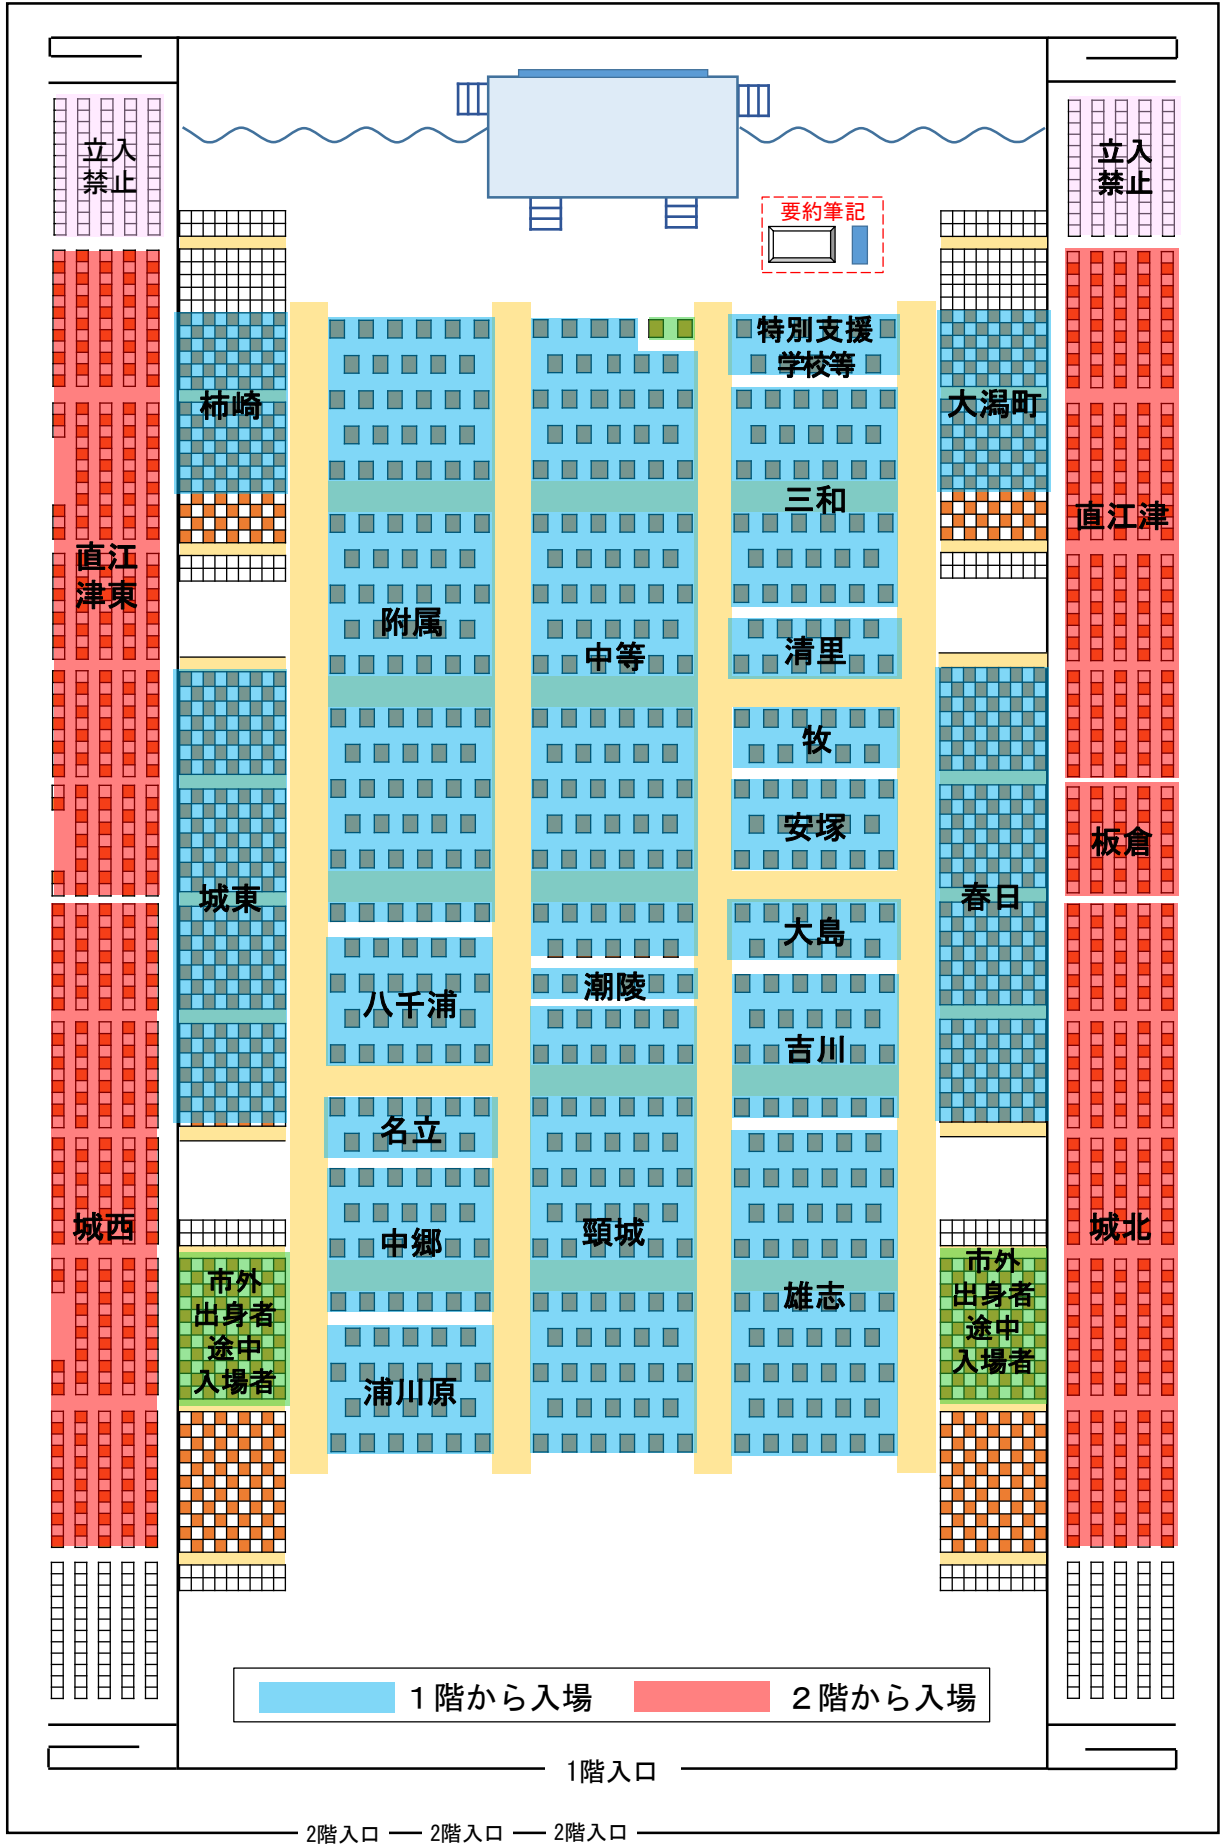 立入
禁止
立入
禁止
要約筆記
特別支援
学校等
柿崎
大潟町
三和
直江津
直江
津東
附属
中等
清里
牧
安塚
板倉
城東
春日
大島
潮陵
八千浦
吉川
名立
城西
中郷
頸城
城北
市外
出身者
途中
入場者
市外
出身者
途中
入場者
雄志
浦川原
１階から入場
２階から入場
1階入口
2階入口
2階入口
2階入口